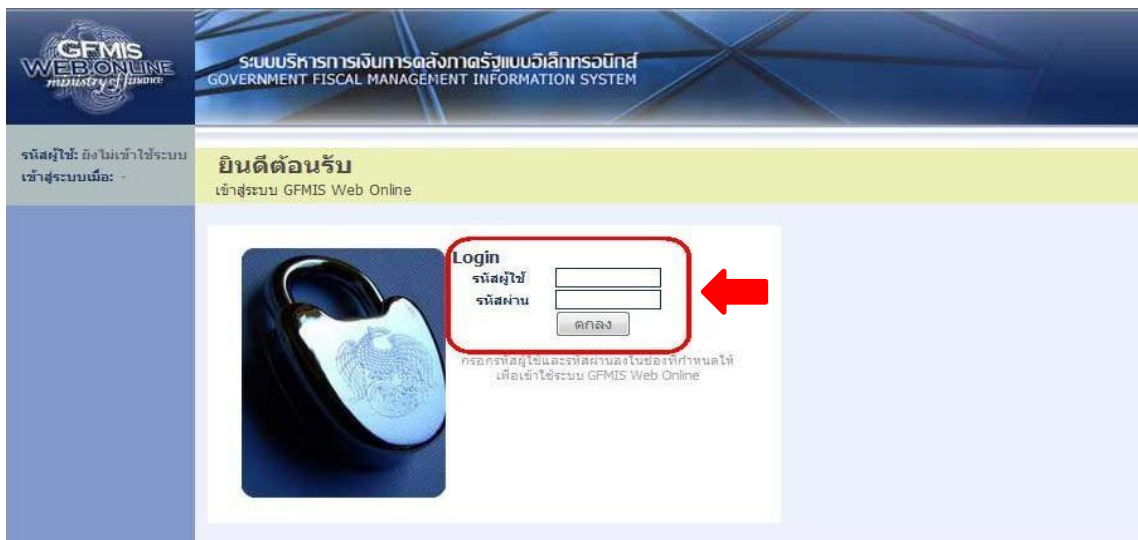 GFMIS
WEB ONLINE
ministry of finance
ระบบบริหารการเงินการคลังภาครัฐแบบอิเล็กทรอนิกส์
GOVERNMENT FISCAL MANAGEMENT INFORMATION SYSTEM
รหัสผู้ใช้: ยังไม่เข้าใช้ระบบ
เข้าสู่ระบบเมื่อ: -
ยินดีต้อนรับ
เข้าสู่ระบบ GFMIS Web Online
Login
รหัสผู้ใช้
รหัสผ่าน
ตกลง
กรอกรหัสผู้ใช้และรหัสผ่านลงในช่องที่กำหนดให้
เพื่อเข้าใช้ระบบ GFMIS Web Online